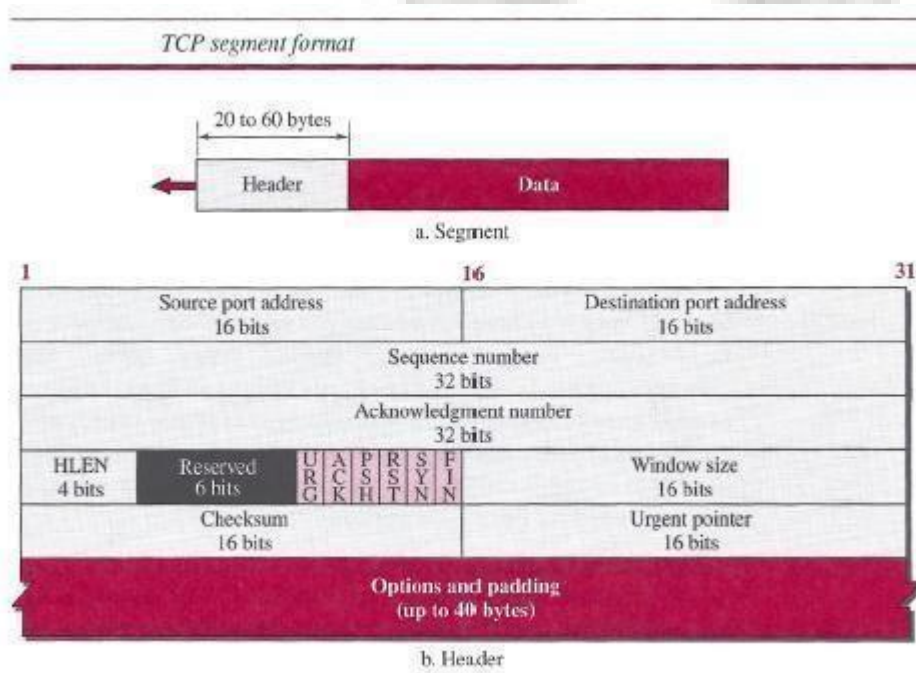 TCP segment format
20 to 60 bytes
Header
Data
a. Segment
1 16 31
Source port address
16 bits
Destination port address
16 bits
Sequence number
32 bits
Acknowledgment number
32 bits
HLEN
4 bits
Reserved
6 bits
URG
ACK
PSH
RST
SYN
FIN
Window size
16 bits
Checksum
16 bits
Urgent pointer
16 bits
Options and padding
(up to 40 bytes)
b. Header